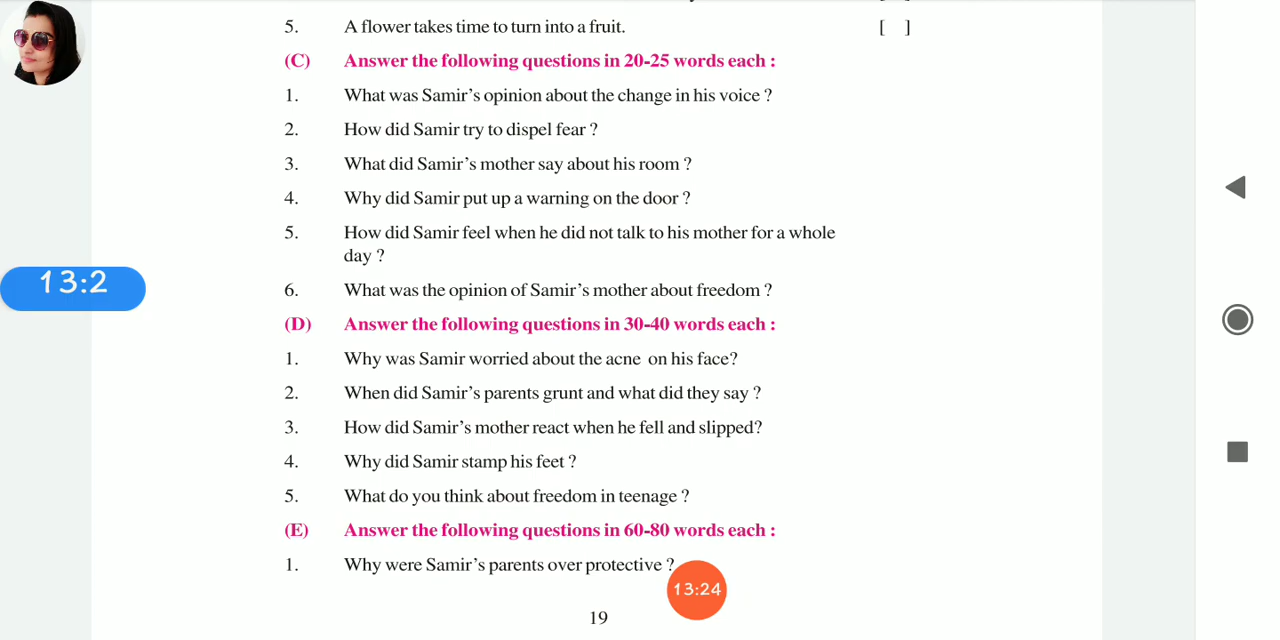 5. A flower takes time to turn into a fruit. [ ]
(C) Answer the following questions in 20-25 words each :
1. What was Samir's opinion about the change in his voice ?
2. How did Samir try to dispel fear ?
3. What did Samir's mother say about his room ?
4. Why did Samir put up a warning on the door ?
5. How did Samir feel when he did not talk to his mother for a whole
day ?
13:2
6. What was the opinion of Samir's mother about freedom ?
(D) Answer the following questions in 30-40 words each :
1. Why was Samir worried about the acne on his face?
2. When did Samir's parents grunt and what did they say ?
3. How did Samir's mother react when he fell and slipped?
4. Why did Samir stamp his feet ?
5. What do you think about freedom in teenage ?
(E) Answer the following questions in 60-80 words each :
1. Why were Samir's parents over protective ?
13:24
19